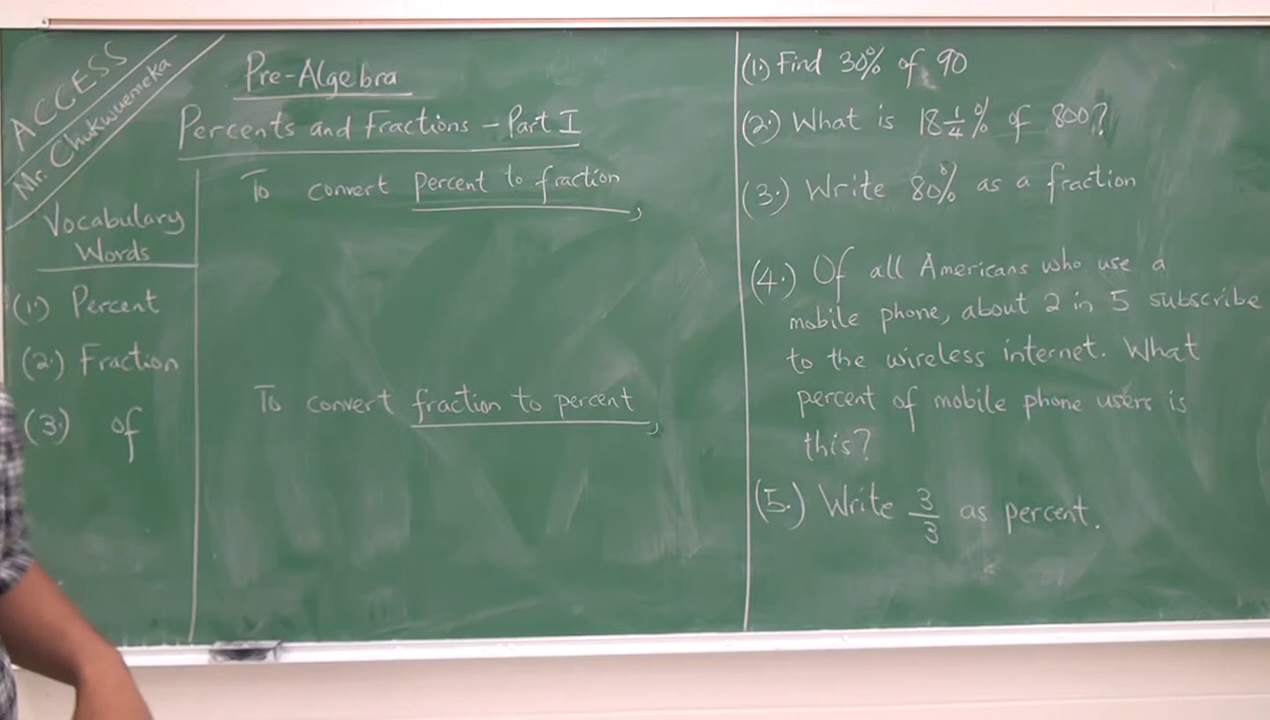 ACCESS
Mr. Chukwuemeka
Pre-Algebra
Percents and Fractions - Part I
Vocabulary
Words
(1.) Percent
(2.) Fraction
(3.) of
To convert percent to fraction,
To convert fraction to percent,
(1.) Find 30% of 90
(2.) What is 18 1/4 % of 800?
(3.) Write 80% as a fraction
(4.) Of all Americans who use a
mobile phone, about 2 in 5 subscribe
to the wireless internet. What
percent of mobile phone users is
this?
(5.) Write 3/3 as percent.